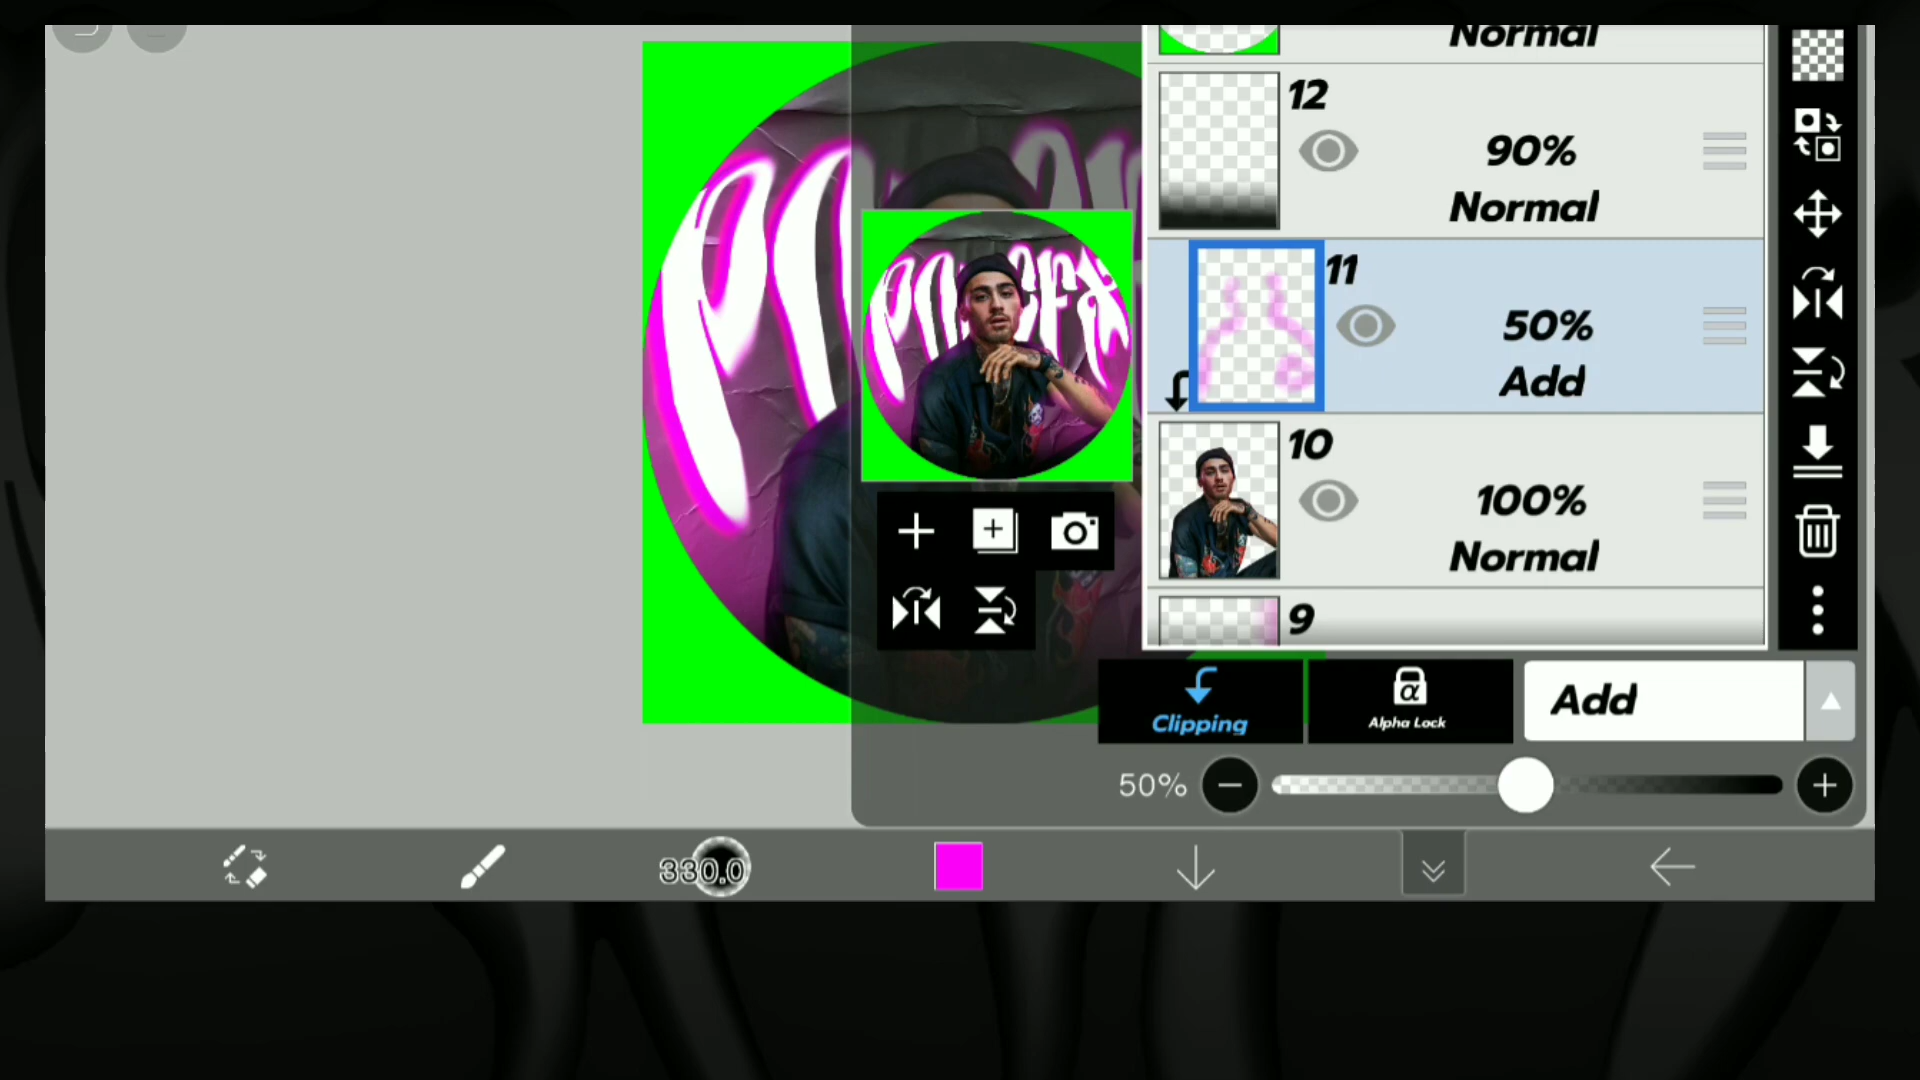 Normal
12
90%
Normal
11
50%
Add
10
100%
Normal
9
Clipping
α
Alpha Lock
Add
50%
330.0